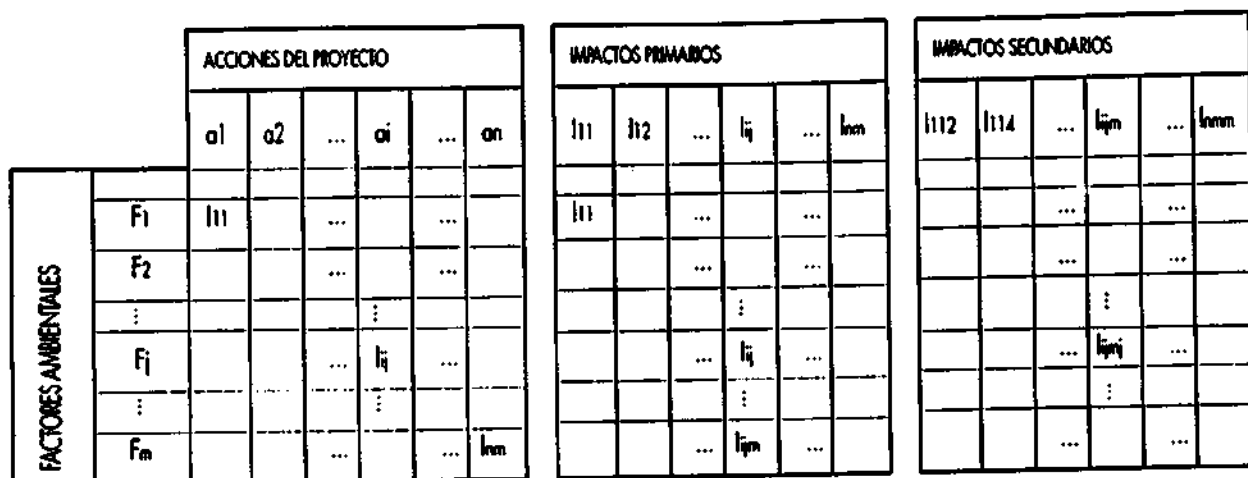 ACCIONES DEL PROYECTO IMPACTOS PRIMARIOS IMPACTOS SECUNDARIOS
a1 a2 ... ai ... an I11 I12 ... Iij ... Inm I112 I114 ... Iijm ... Inmm
FACTORES AMBIENTALES
F1 I11 ... ... I11 ... ... ... ...
F2 ... ... ... ... ... ...
⋮ ⋮ ⋮ ⋮
Fj ... Iij ... ... Iij ... ... Iijmj ...
⋮ ⋮ ⋮ ⋮
Fm ... ... Inm ... Iijm ... ... ...